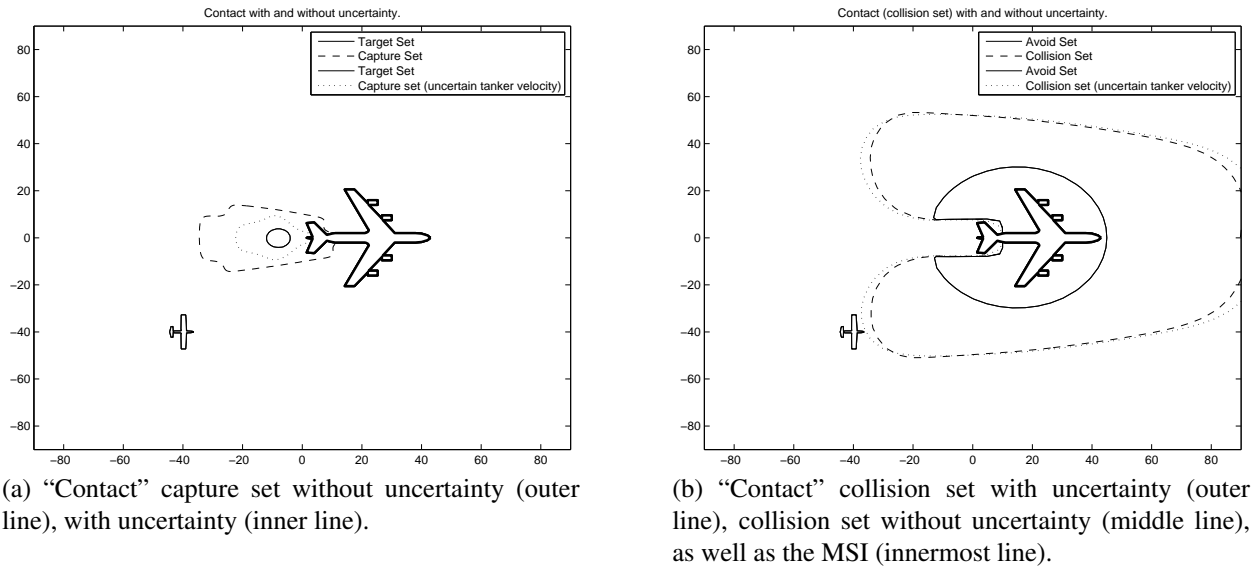 Contact with and without uncertainty.
Target Set
Capture Set
Target Set
Capture set (uncertain tanker velocity)
80
60
40
20
0
−20
−40
−60
−80
−80 −60 −40 −20 0 20 40 60 80
(a) “Contact” capture set without uncertainty (outer
line), with uncertainty (inner line).
Contact (collision set) with and without uncertainty.
Avoid Set
Collision Set
Avoid Set
Collision set (uncertain tanker velocity)
80
60
40
20
0
−20
−40
−60
−80
−80 −60 −40 −20 0 20 40 60 80
(b) “Contact” collision set with uncertainty (outer
line), collision set without uncertainty (middle line),
as well as the MSI (innermost line).